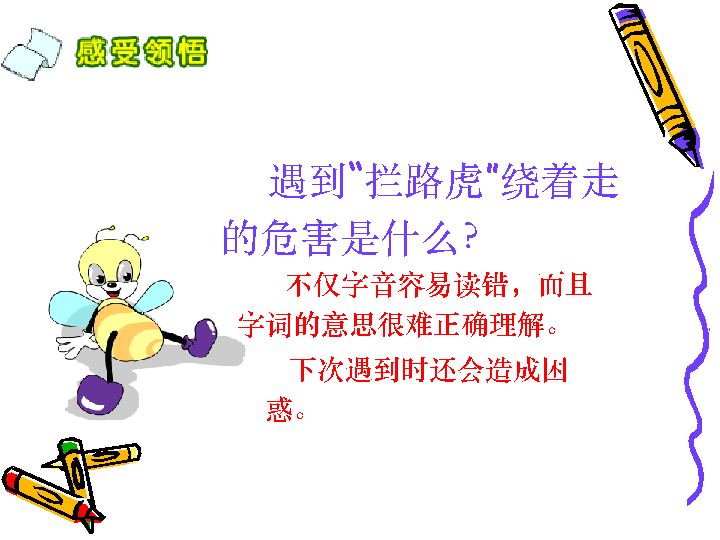 感受领悟
遇到“拦路虎”绕着走
的危害是什么?
不仅字音容易读错，而且
字词的意思很难正确理解。
下次遇到时还会造成困
惑。